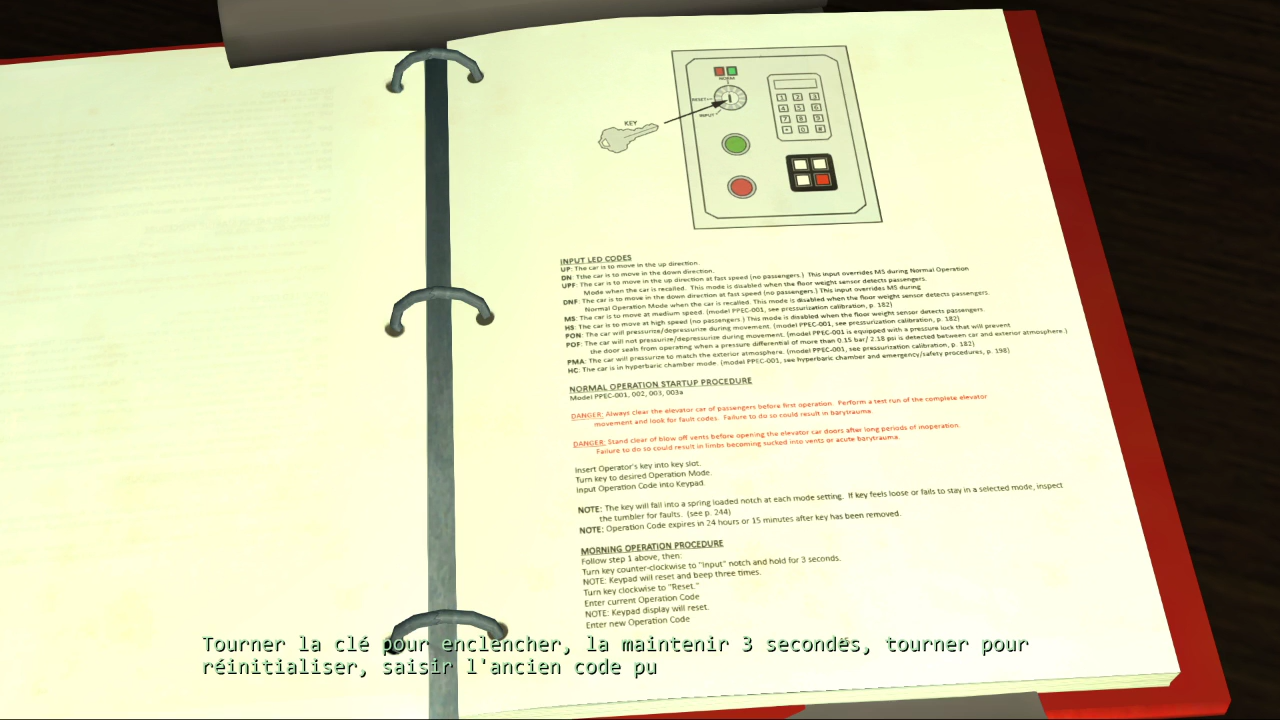 NORM
RESET
INPUT
KEY
1 2 3
4 5 6
7 8 9
* 0 #
INPUT LED CODES
UP: The car is to move in the up direction.
DN: Tthe car is to move in the down direction.
UPF: The car is to move in the up direction at fast speed (no passengers.)  This input overrides MS during Normal Operation
Mode when the car is recalled.  This mode is disabled when the floor weight sensor detects passengers.
DNF: The car is to move in the down direction at fast speed (no passengers.) This input overrides MS during
Normal Operation Mode when the car is recalled. This mode is disabled when the floor weight sensor detects passengers
MS: The car is to move at medium speed. (model PPEC-001, see pressurization calibration, p. 182)
HS: The car is to move at high speed (no passengers ) This mode is disabled when the floor weight sensor detects passengers.
PON: The car will pressurize/depressurize during movement. (model PPEC-001, see pressurization calibration, p. 182)
POF: The car will not pressurize/depressurize during movement. (model PPEC-001 is equipped with a pressure lock that will prevent
the door seals from operating when a pressure differential of more than 0.15 bar/ 2.18 psi is detected between car and exterior atmosphere.)
PMA: The car will pressurize to match the exterior atmosphere. (model PPEC-001, see pressurization calibration, p. 182)
HC: The car is in hyperbaric chamber mode. (model PPEC-001, see hyperbaric chamber and emergency/safety procedures, p. 198)
NORMAL OPERATION STARTUP PROCEDURE
Model PPEC-001, 002, 003, 003a
DANGER: Always clear the elevator car of passengers before first operation.  Perform a test run of the complete elevator
movement and look for fault codes.  Failure to do so could result in barytrauma.
DANGER: Stand clear of blow off vents before opening the elevator car doors after long periods of inoperation.
Failure to do so could result in limbs becoming sucked into vents or acute barytrauma.
Insert Operator's key into key slot.
Turn key to desired Operation Mode.
Input Operation Code into Keypad.
NOTE: The key will fall into a spring loaded notch at each mode setting.  If key feels loose or fails to stay in a selected mode, inspect
the tumbler for faults.  (see p. 244)
NOTE: Operation Code expires in 24 hours or 15 minutes after key has been removed.
MORNING OPERATION PROCEDURE
Follow step 1 above, then:
Turn key counter-clockwise to "Input" notch and hold for 3 seconds.
NOTE: Keypad will reset and beep three times.
Turn key clockwise to "Reset."
Enter current Operation Code
NOTE: Keypad display will reset.
Enter new Operation Code
Tourner la clé pour enclencher, la maintenir 3 secondes, tourner pour
réinitialiser, saisir l'ancien code pu